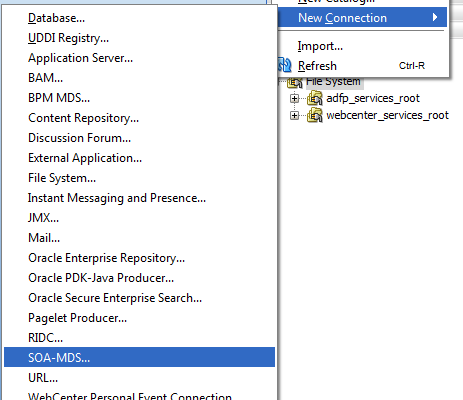 Database...
UDDI Registry...
Application Server...
BAM...
BPM MDS...
Content Repository...
Discussion Forum...
External Application...
File System...
Instant Messaging and Presence...
JMX...
Mail...
Oracle Enterprise Repository...
Oracle PDK-Java Producer...
Oracle Secure Enterprise Search...
Pagelet Producer...
RIDC...
SOA-MDS...
URL...
WebCenter Personal Event Connection
New Catalog...
New Connection
Import...
Refresh Ctrl-R
File System
adfp_services_root
webcenter_services_root